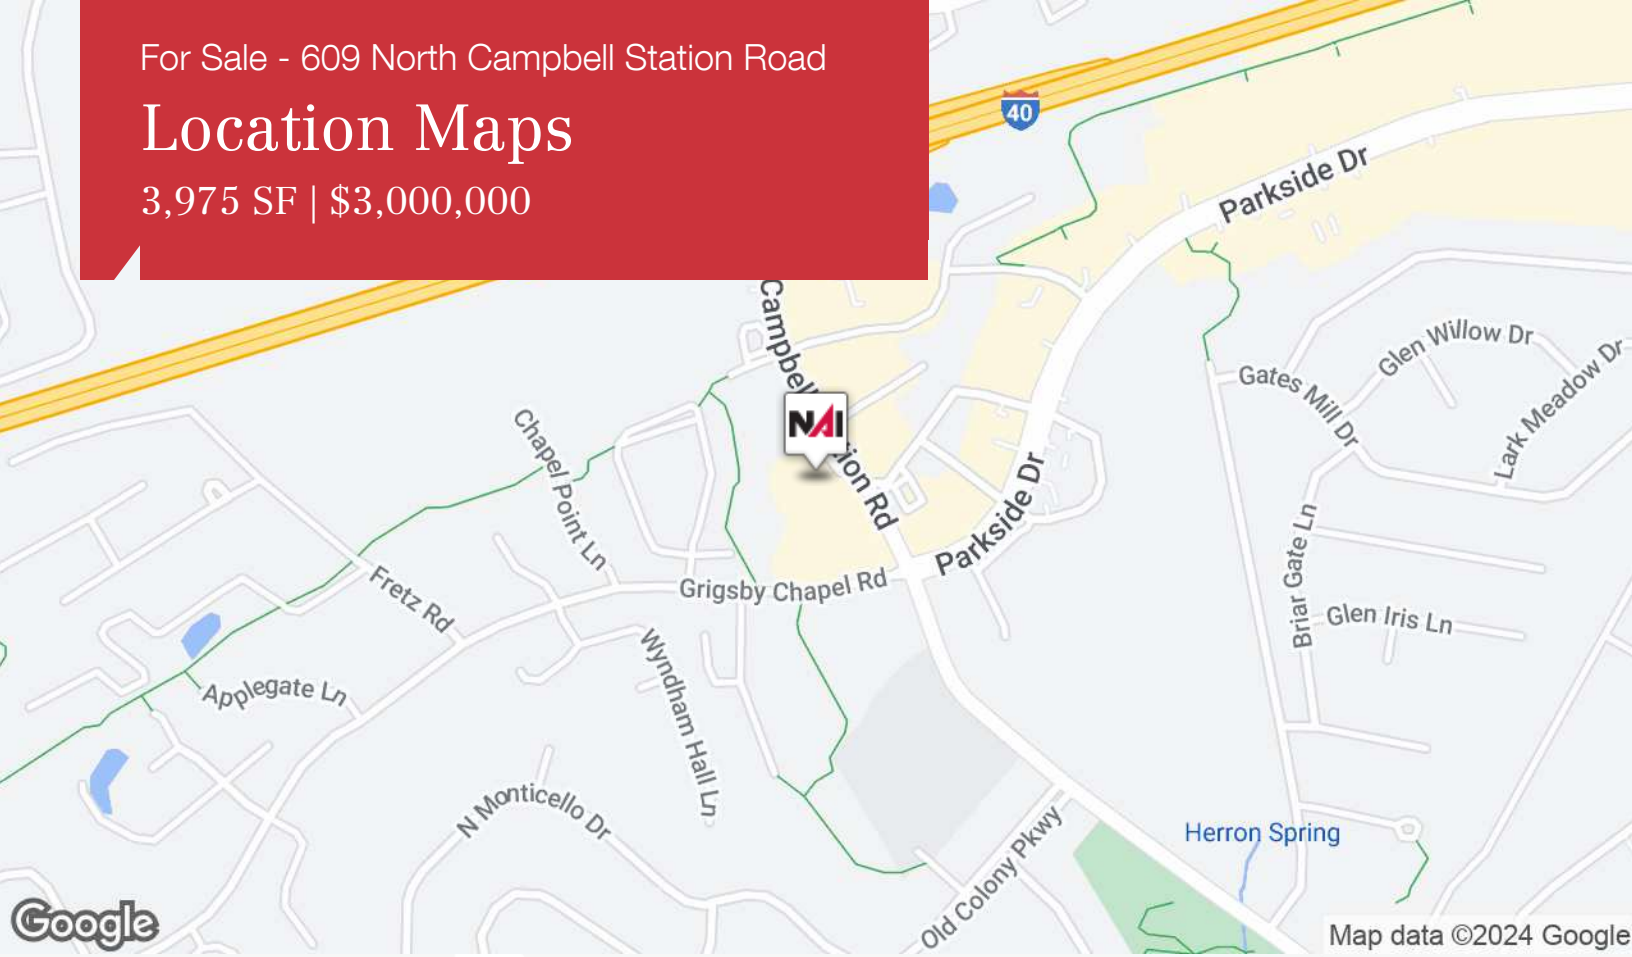 For Sale - 609 North Campbell Station Road
Location Maps
3,975 SF | $3,000,000
40
Parkside Dr
Campbell
tion Rd
NAI
Glen Willow Dr
Gates Mill Dr
Lark Meadow Dr
Chapel Point Ln
Parkside Dr
Briar Gate Ln
Grigsby Chapel Rd
Fretz Rd
Glen Iris Ln
Wyndham Hall Ln
Applegate Ln
N Monticello Dr
Herron Spring
Old Colony Pkwy
Google
Map data ©2024 Google